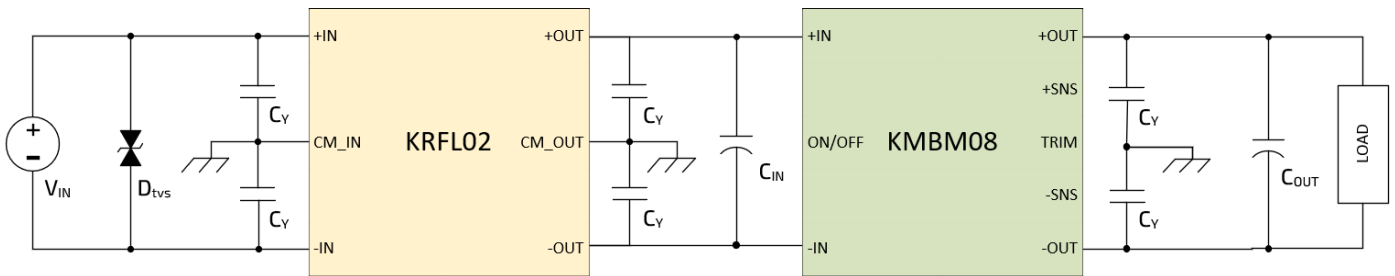 +IN
+OUT
+IN
+OUT
+SNS
CY
CY
CY
CM_IN
KRFL02
CM_OUT
ON/OFF
KMBM08
TRIM
LOAD
VIN
Dtvs
CIN
COUT
-SNS
CY
CY
CY
-IN
-OUT
-IN
-OUT